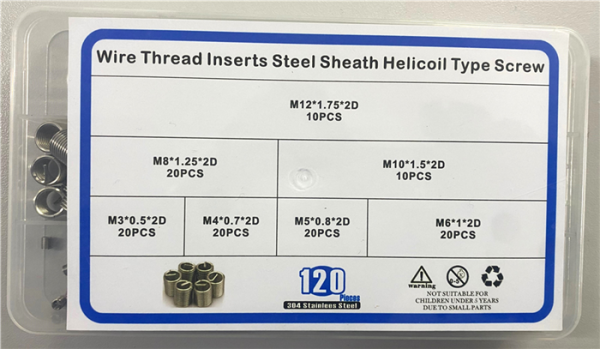 Wire Thread Inserts Steel Sheath Helicoil Type Screw
M12*1.75*2D
10PCS
M8*1.25*2D
20PCS
M10*1.5*2D
10PCS
M3*0.5*2D
20PCS
M4*0.7*2D
20PCS
M5*0.8*2D
20PCS
M6*1*2D
20PCS
120
Pieces
304 Stainless Steel
warning
0-3
NOT SUITABLE FOR
CHILDREN UNDER 5 YEARS
DUE TO SMALL PARTS